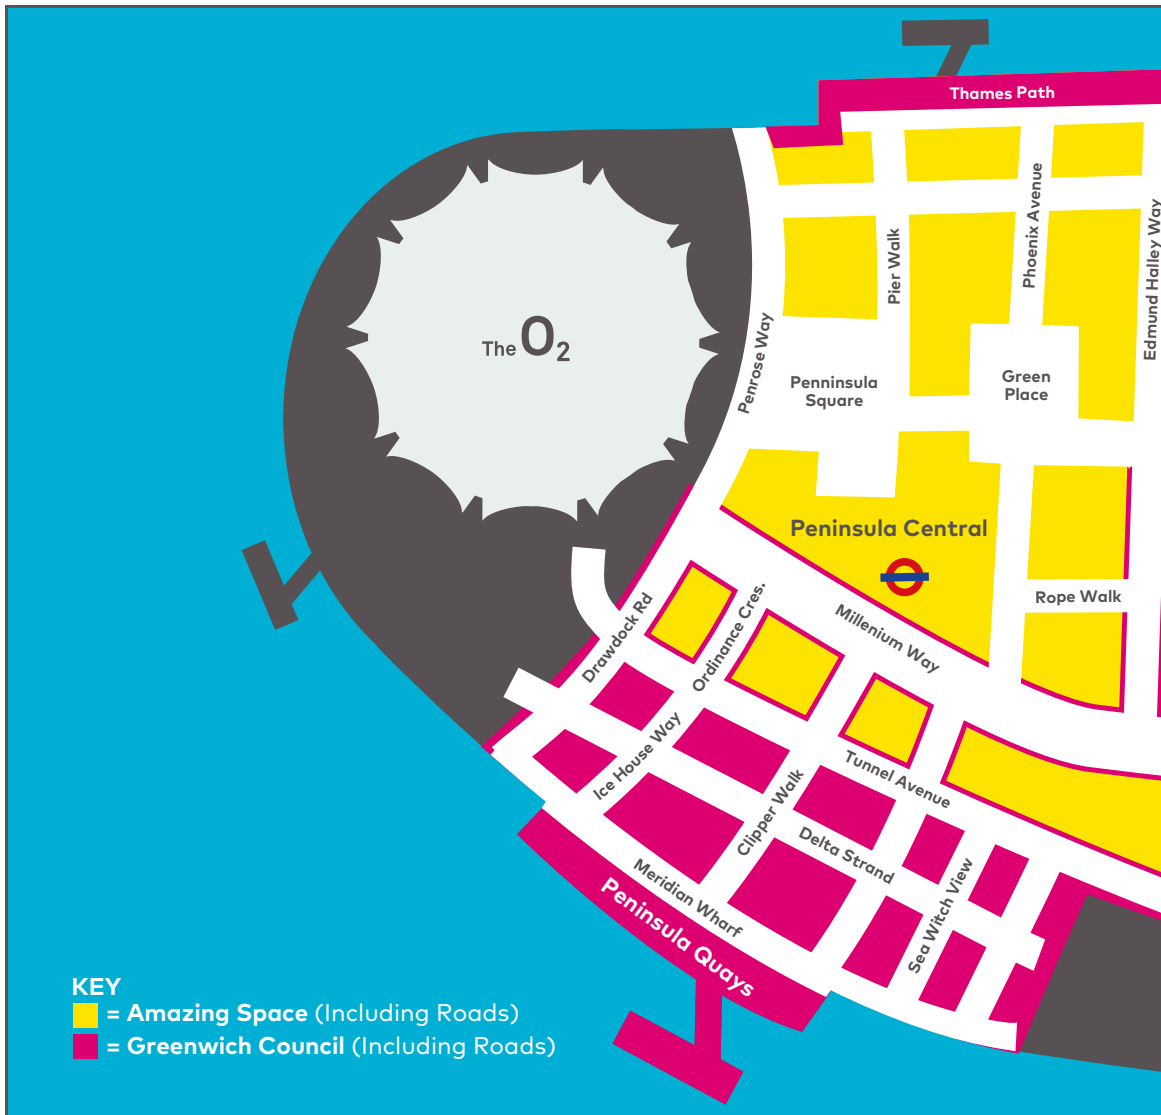 Thames Path
Phoenix Avenue
Edmund Halley Way
Pier Walk
The O2
Penrose Way
Penninsula
Square
Green
Place
Peninsula Central
Rope Walk
Millenium Way
Drawdock Rd
Ordinance Cres.
Ice House Way
Tunnel Avenue
Clipper Walk
Delta Strand
Sea Witch View
Meridian Wharf
Peninsula Quays
KEY
= Amazing Space (Including Roads)
= Greenwich Council (Including Roads)